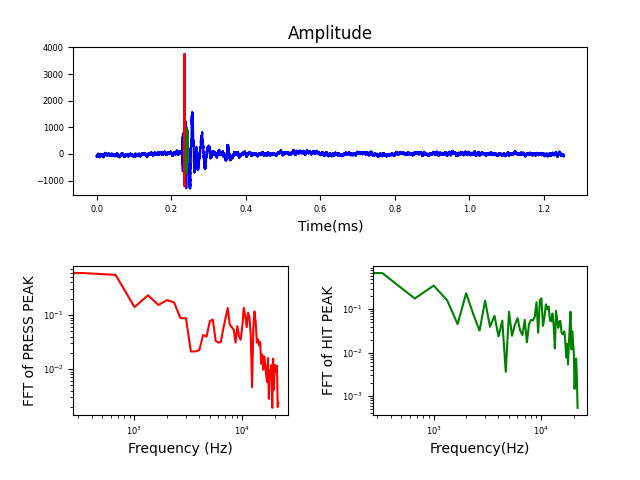 Amplitude
4000
3000
2000
1000
0
−1000
0.0 0.2 0.4 0.6 0.8 1.0 1.2
Time(ms)
FFT of PRESS PEAK
10⁻¹
10⁻²
10³ 10⁴
Frequency (Hz)
FFT of HIT PEAK
10⁻¹
10⁻²
10⁻³
10³ 10⁴
Frequency(Hz)